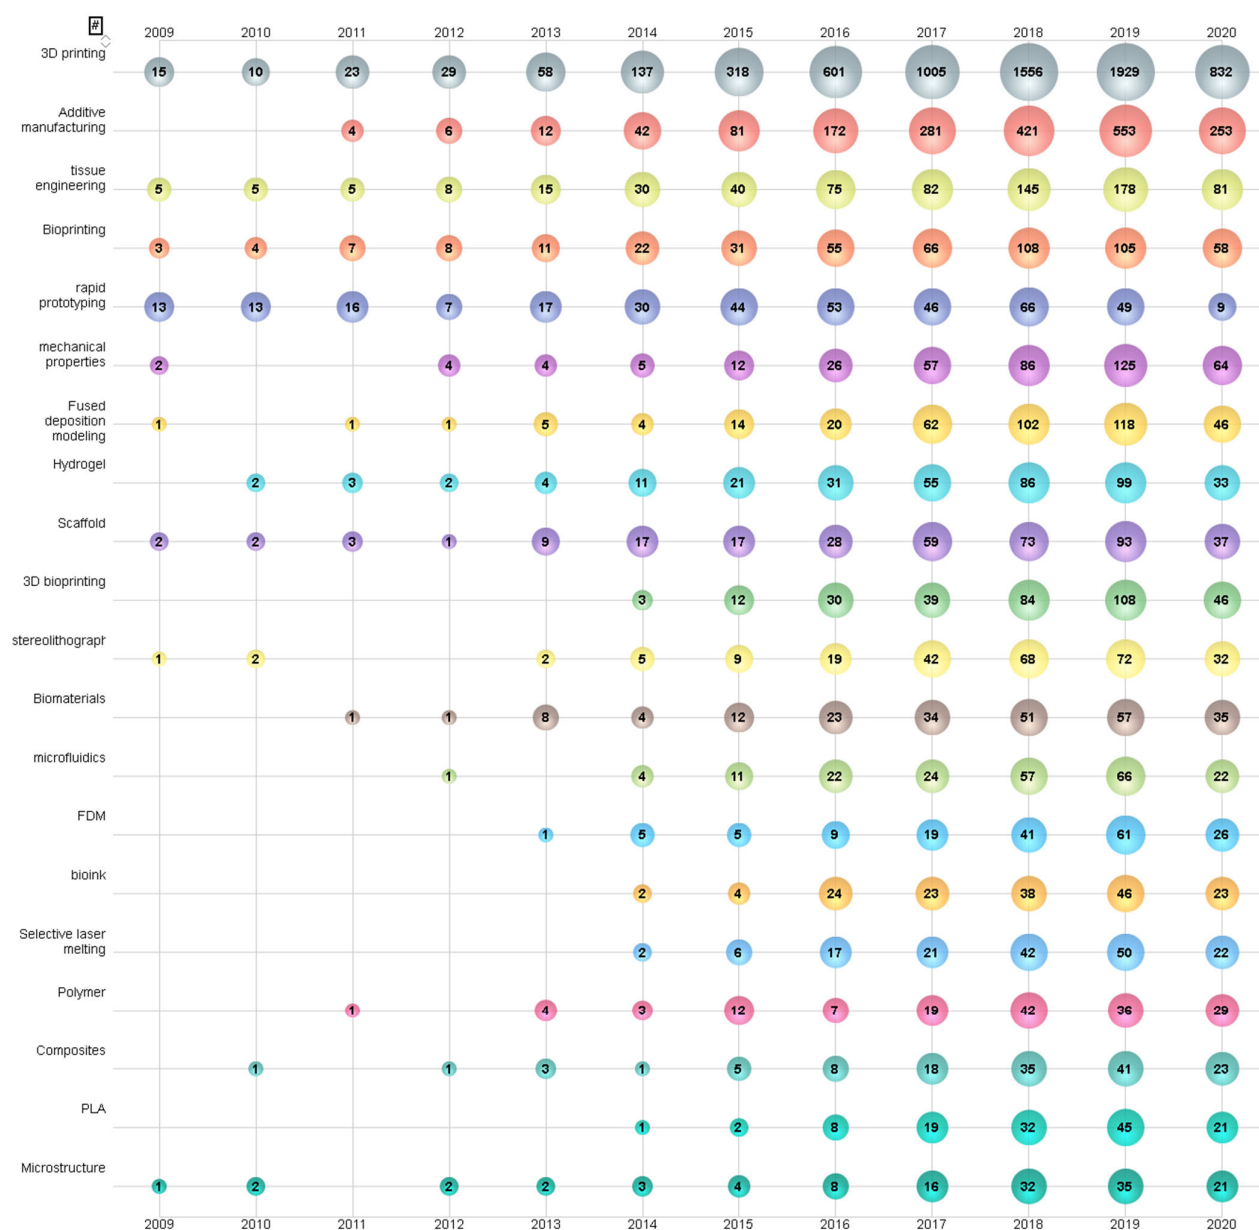 #
2009 2010 2011 2012 2013 2014 2015 2016 2017 2018 2019 2020
3D printing
15 10 23 29 58 137 318 601 1005 1556 1929 832
Additive
manufacturing
4 6 12 42 81 172 281 421 553 253
tissue
engineering
5 5 5 8 15 30 40 75 82 145 178 81
Bioprinting
3 4 7 8 11 22 31 55 66 108 105 58
rapid
prototyping
13 13 16 7 17 30 44 53 46 66 49 9
mechanical
properties
2 4 4 5 12 26 57 86 125 64
Fused
deposition
modeling
1 1 1 5 4 14 20 62 102 118 46
Hydrogel
2 3 2 4 11 21 31 55 86 99 33
Scaffold
2 2 3 1 9 17 17 28 59 73 93 37
3D bioprinting
3 12 30 39 84 108 46
stereolithograph
1 2 2 5 9 19 42 68 72 32
Biomaterials
1 1 8 4 12 23 34 51 57 35
microfluidics
1 4 11 22 24 57 66 22
FDM
1 5 5 9 19 41 61 26
bioink
2 4 24 23 38 46 23
Selective laser
melting
2 6 17 21 42 50 22
Polymer
1 4 3 12 7 19 42 36 29
Composites
1 1 3 1 5 8 18 35 41 23
PLA
1 2 8 19 32 45 21
Microstructure
1 2 2 2 3 4 8 16 32 35 21
2009 2010 2011 2012 2013 2014 2015 2016 2017 2018 2019 2020